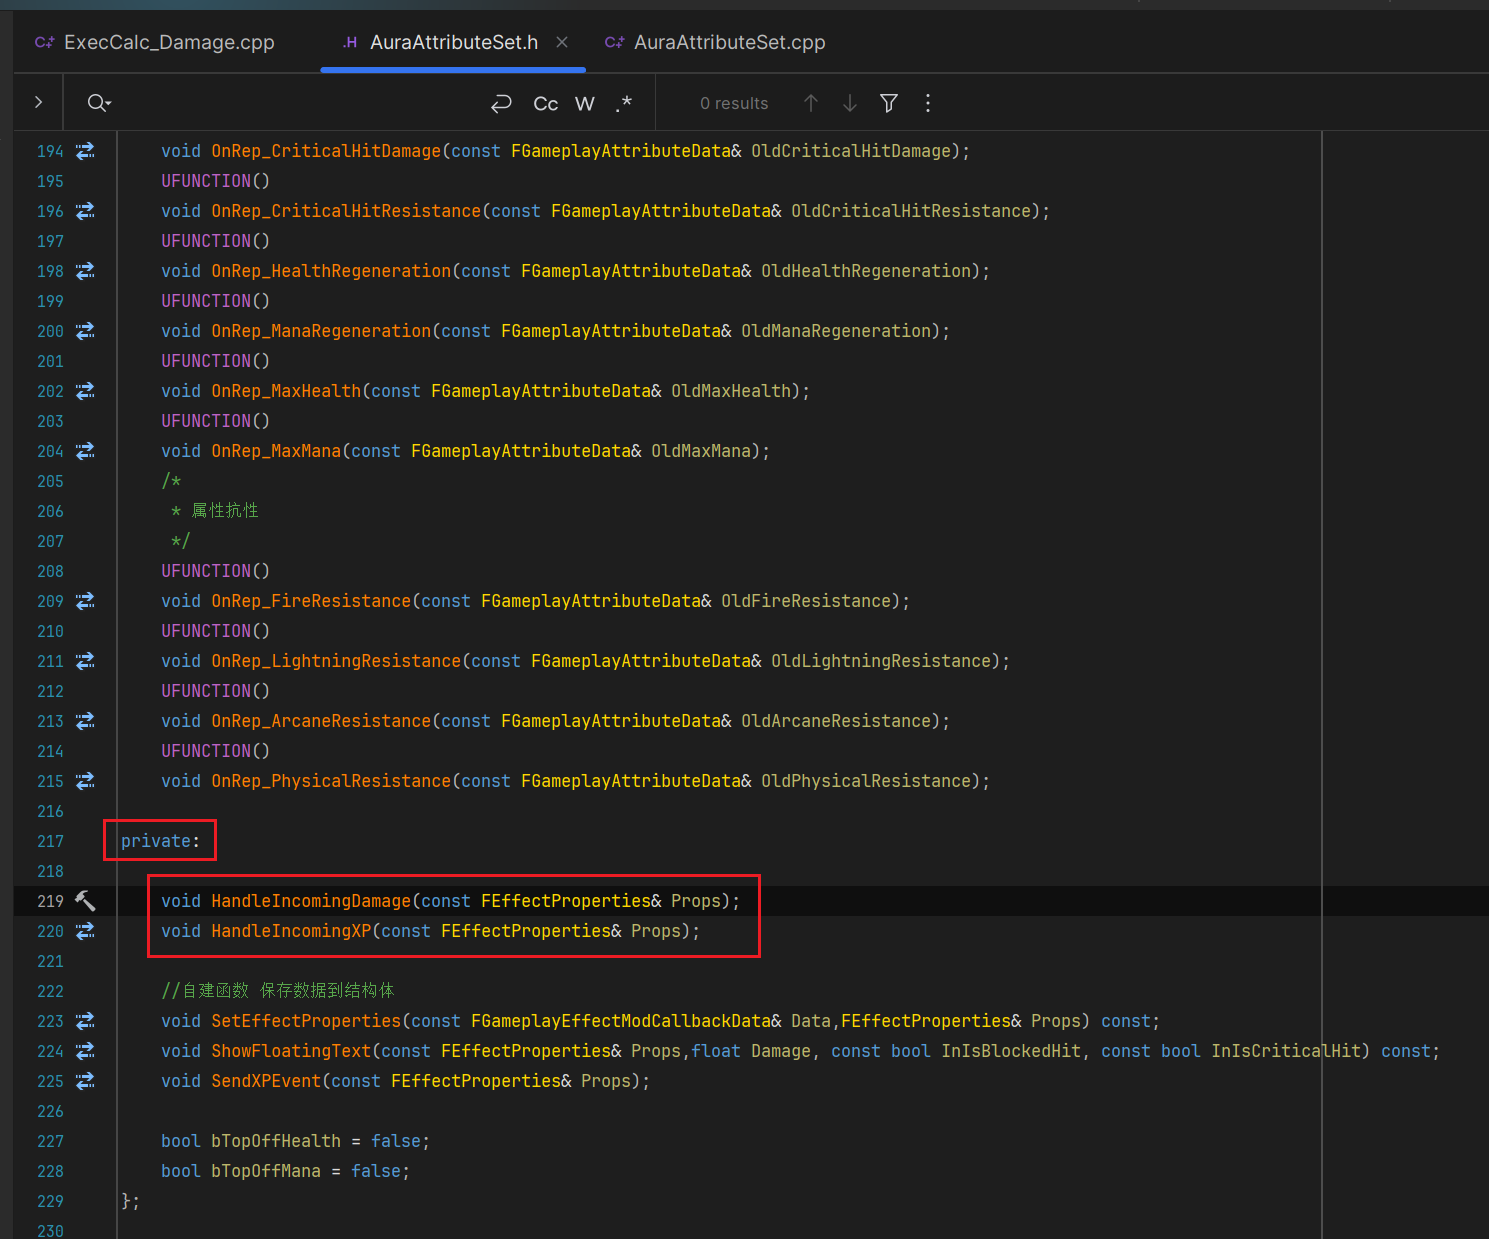 ExecCalc_Damage.cpp AuraAttributeSet.h AuraAttributeSet.cpp
Cc W .* 0 results
194 void OnRep_CriticalHitDamage(const FGameplayAttributeData& OldCriticalHitDamage);
195 UFUNCTION()
196 void OnRep_CriticalHitResistance(const FGameplayAttributeData& OldCriticalHitResistance);
197 UFUNCTION()
198 void OnRep_HealthRegeneration(const FGameplayAttributeData& OldHealthRegeneration);
199 UFUNCTION()
200 void OnRep_ManaRegeneration(const FGameplayAttributeData& OldManaRegeneration);
201 UFUNCTION()
202 void OnRep_MaxHealth(const FGameplayAttributeData& OldMaxHealth);
203 UFUNCTION()
204 void OnRep_MaxMana(const FGameplayAttributeData& OldMaxMana);
205 /*
206 * 属性抗性
207 */
208 UFUNCTION()
209 void OnRep_FireResistance(const FGameplayAttributeData& OldFireResistance);
210 UFUNCTION()
211 void OnRep_LightningResistance(const FGameplayAttributeData& OldLightningResistance);
212 UFUNCTION()
213 void OnRep_ArcaneResistance(const FGameplayAttributeData& OldArcaneResistance);
214 UFUNCTION()
215 void OnRep_PhysicalResistance(const FGameplayAttributeData& OldPhysicalResistance);
216
217 private:
218
219 void HandleIncomingDamage(const FEffectProperties& Props);
220 void HandleIncomingXP(const FEffectProperties& Props);
221
222 //自建函数 保存数据到结构体
223 void SetEffectProperties(const FGameplayEffectModCallbackData& Data,FEffectProperties& Props) const;
224 void ShowFloatingText(const FEffectProperties& Props,float Damage, const bool InIsBlockedHit, const bool InIsCriticalHit) const;
225 void SendXPEvent(const FEffectProperties& Props);
226
227 bool bTopOffHealth = false;
228 bool bTopOffMana = false;
229 };
230